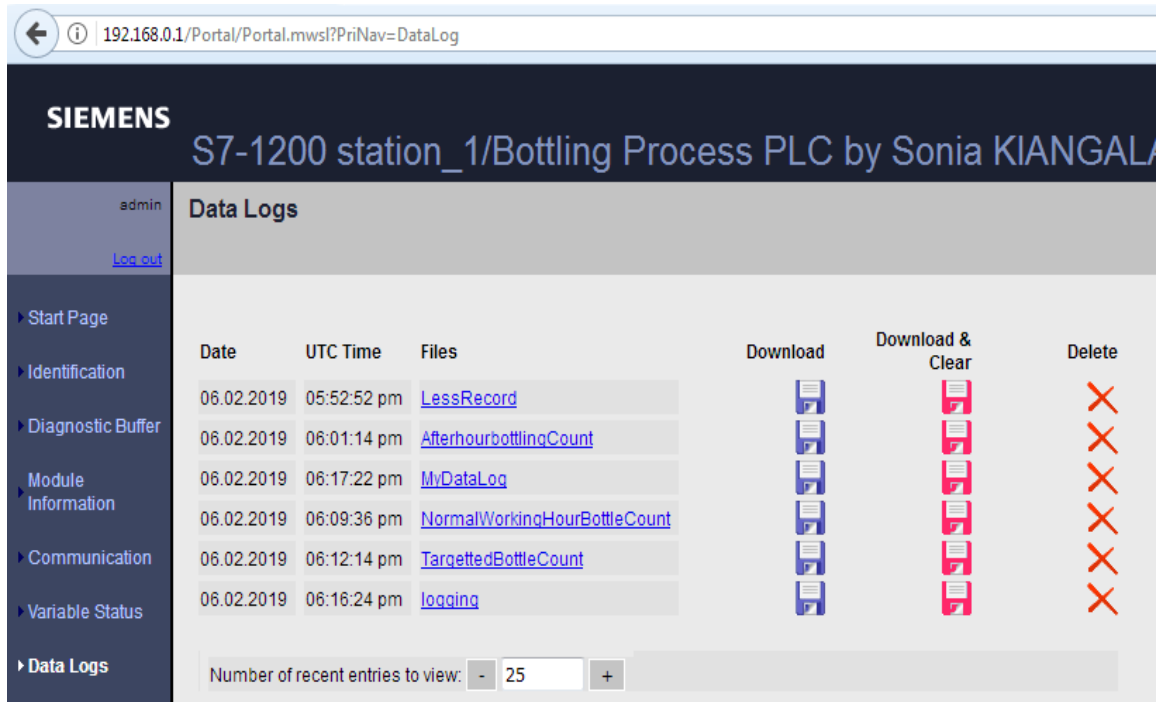 192.168.0.1/Portal/Portal.mwsl?PriNav=DataLog
SIEMENS
S7-1200 station_1/Bottling Process PLC by Sonia KIANGALA
admin
Log out
Data Logs
Start Page
Identification
Diagnostic Buffer
Module
Information
Communication
Variable Status
Data Logs
Date UTC Time Files Download Download & Clear Delete
06.02.2019 05:52:52 pm LessRecord
06.02.2019 06:01:14 pm AfterhourbottlingCount
06.02.2019 06:17:22 pm MyDataLog
06.02.2019 06:09:36 pm NormalWorkingHourBottleCount
06.02.2019 06:12:14 pm TargettedBottleCount
06.02.2019 06:16:24 pm logging
Number of recent entries to view: - 25 +